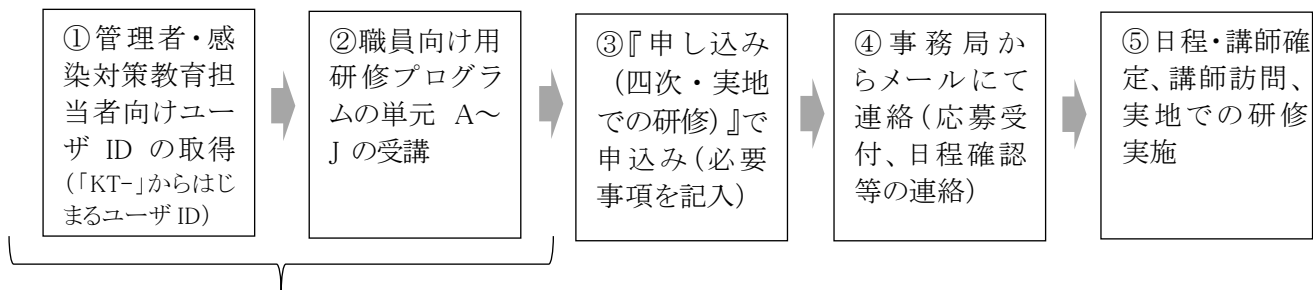 ①管理者・感
染対策教育担
当者向けユー
ザ ID の取得
(「KT-」からはじ
まるユーザ ID)
②職員向け用
研修プログラ
ムの単元 A～
J の受講
③『申し込み
(四次・実地
での研修)』で
申込み(必要
事項を記入)
④事務局か
らメールにて
連絡(応募受
付、日程確認
等の連絡)
⑤日程・講師確
定、講師訪問、
実地での研修
実施